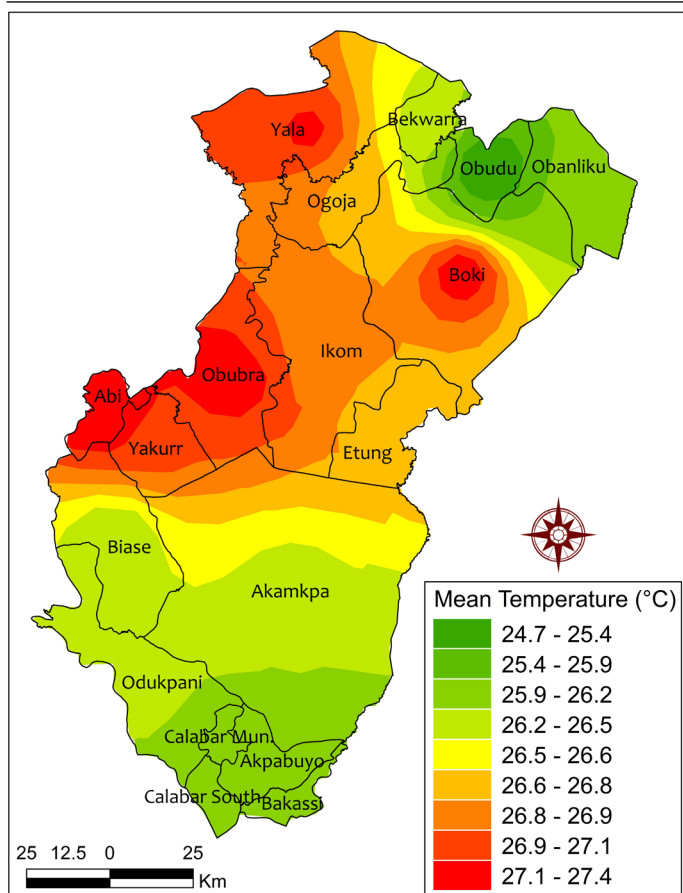 Yala
Bekwarra
Obudu
Obanliku
Ogoja
Boki
Ikom
Obubra
Abi
Yakurr
Etung
Biase
Akamkpa
Odukpani
Calabar Mun.
Akpabuyo
Calabar South
Bakassi
Mean Temperature (°C)
24.7 - 25.4
25.4 - 25.9
25.9 - 26.2
26.2 - 26.5
26.5 - 26.6
26.6 - 26.8
26.8 - 26.9
26.9 - 27.1
27.1 - 27.4
25 12.5 0 25
Km